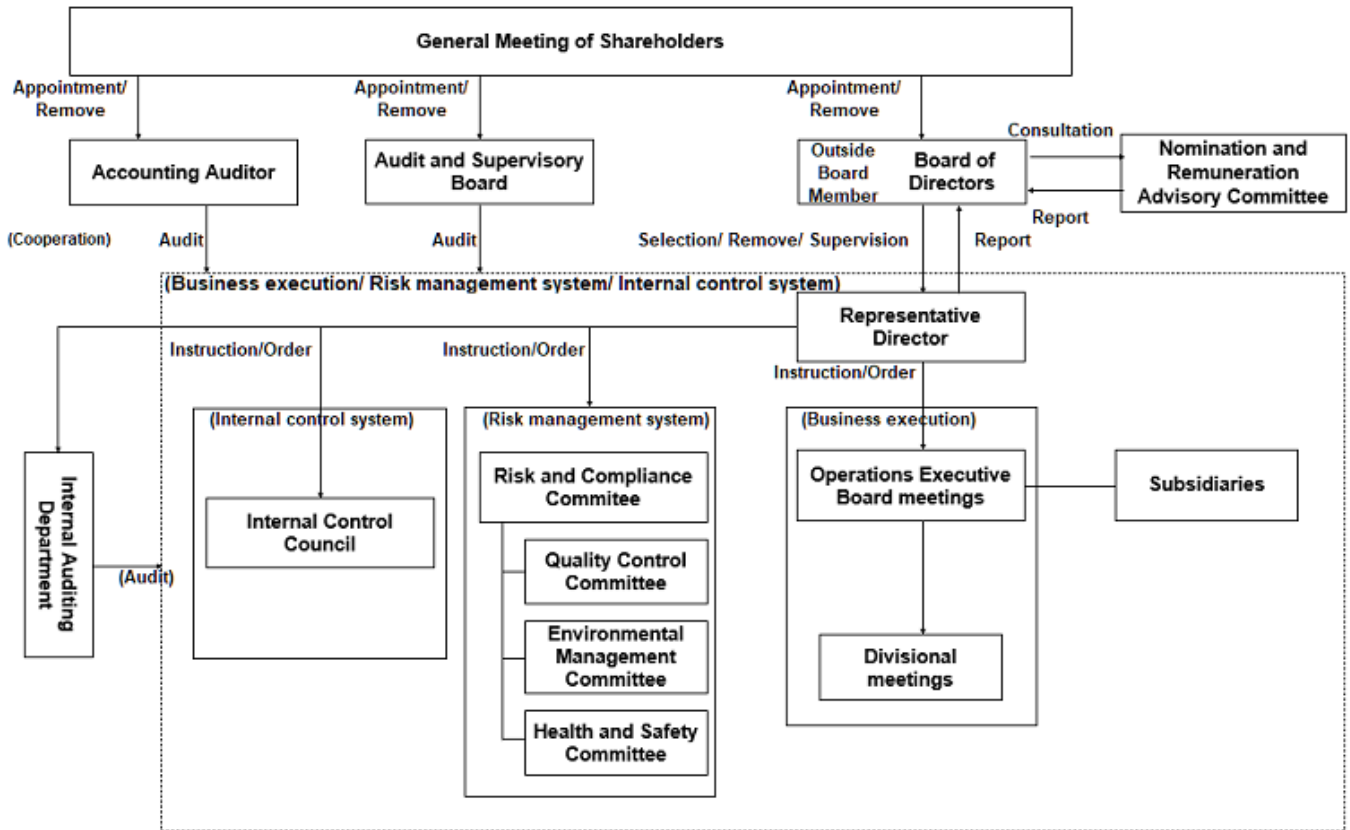 General Meeting of Shareholders
Appointment/
Remove
Appointment/
Remove
Appointment/
Remove
Accounting Auditor
Audit and Supervisory
Board
Outside
Board
Member
Board of
Directors
Consultation
Report
Nomination and
Remuneration
Advisory Committee
(Cooperation)
Audit
Audit
Selection/ Remove/ Supervision
Report
(Business execution/ Risk management system/ Internal control system)
Representative
Director
Instruction/Order
Instruction/Order
Instruction/Order
Internal Auditing
Department
(Audit)
(Internal control system)
Internal Control
Council
(Risk management system)
Risk and Compliance
Commitee
Quality Control
Committee
Environmental
Management
Committee
Health and Safety
Committee
(Business execution)
Operations Executive
Board meetings
Divisional
meetings
Subsidiaries